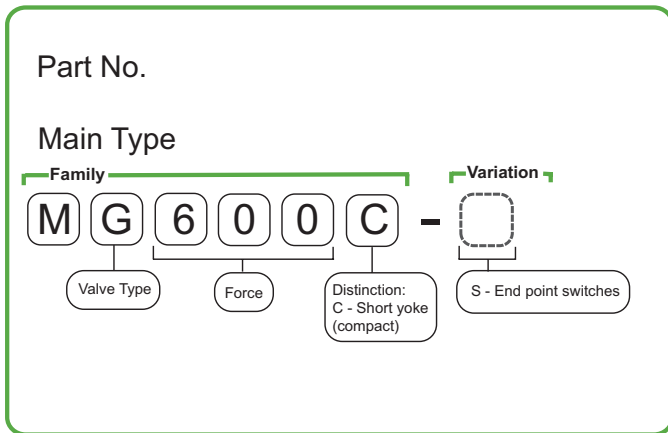 Part No.
Main Type
Family Variation
M G 6 0 0 C -
Valve Type Force Distinction: S - End point switches
C - Short yoke
(compact)